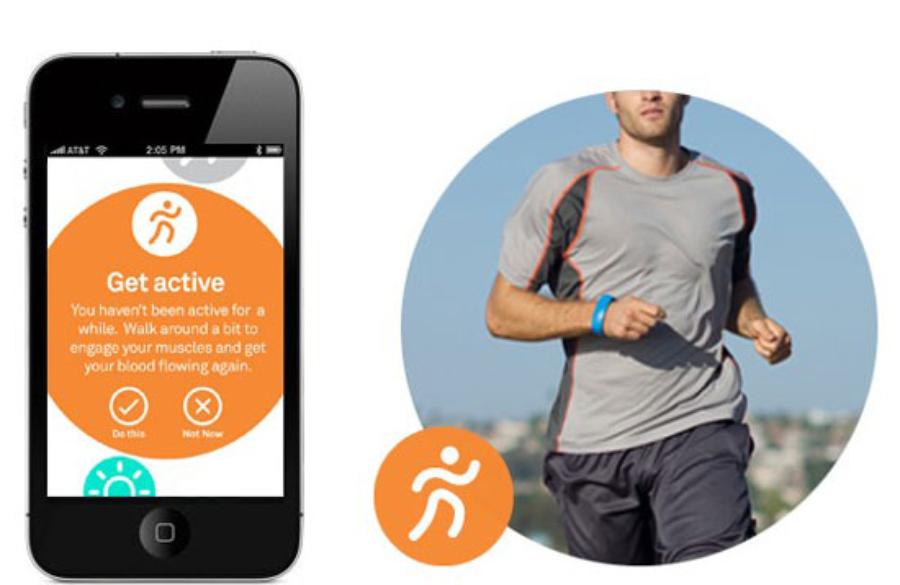 AT&T 2:05 PM
Get active
You haven't been active for a
while. Walk around a bit to
engage your muscles and get
your blood flowing again.
Do this Not Now